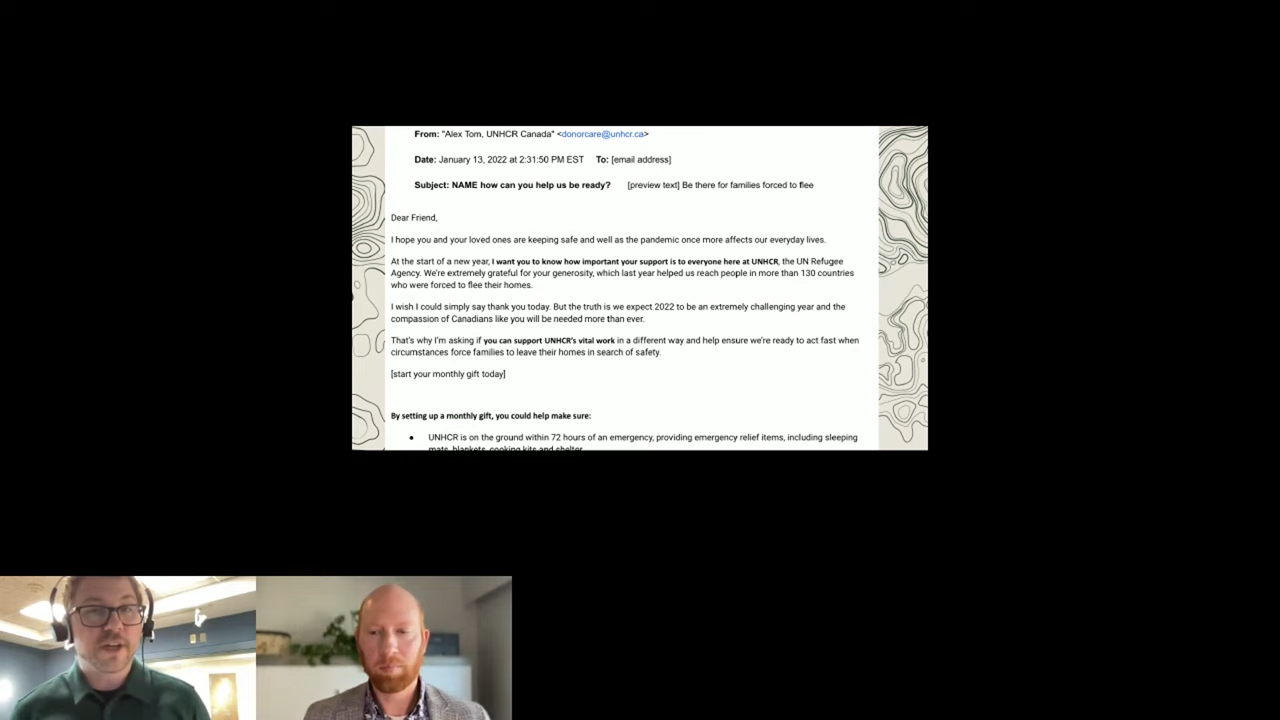 From: "Alex Tom, UNHCR Canada" <donorcare@unhcr.ca>
Date: January 13, 2022 at 2:31:50 PM EST To: [email address]
Subject: NAME how can you help us be ready? [preview text] Be there for families forced to flee
Dear Friend,
I hope you and your loved ones are keeping safe and well as the pandemic once more affects our everyday lives.
At the start of a new year, I want you to know how important your support is to everyone here at UNHCR, the UN Refugee
Agency. We're extremely grateful for your generosity, which last year helped us reach people in more than 130 countries
who were forced to flee their homes.
I wish I could simply say thank you today. But the truth is we expect 2022 to be an extremely challenging year and the
compassion of Canadians like you will be needed more than ever.
That's why I'm asking if you can support UNHCR's vital work in a different way and help ensure we're ready to act fast when
circumstances force families to leave their homes in search of safety.
[start your monthly gift today]
By setting up a monthly gift, you could help make sure:
● UNHCR is on the ground within 72 hours of an emergency, providing emergency relief items, including sleeping
mats, blankets, cooking kits and shelter